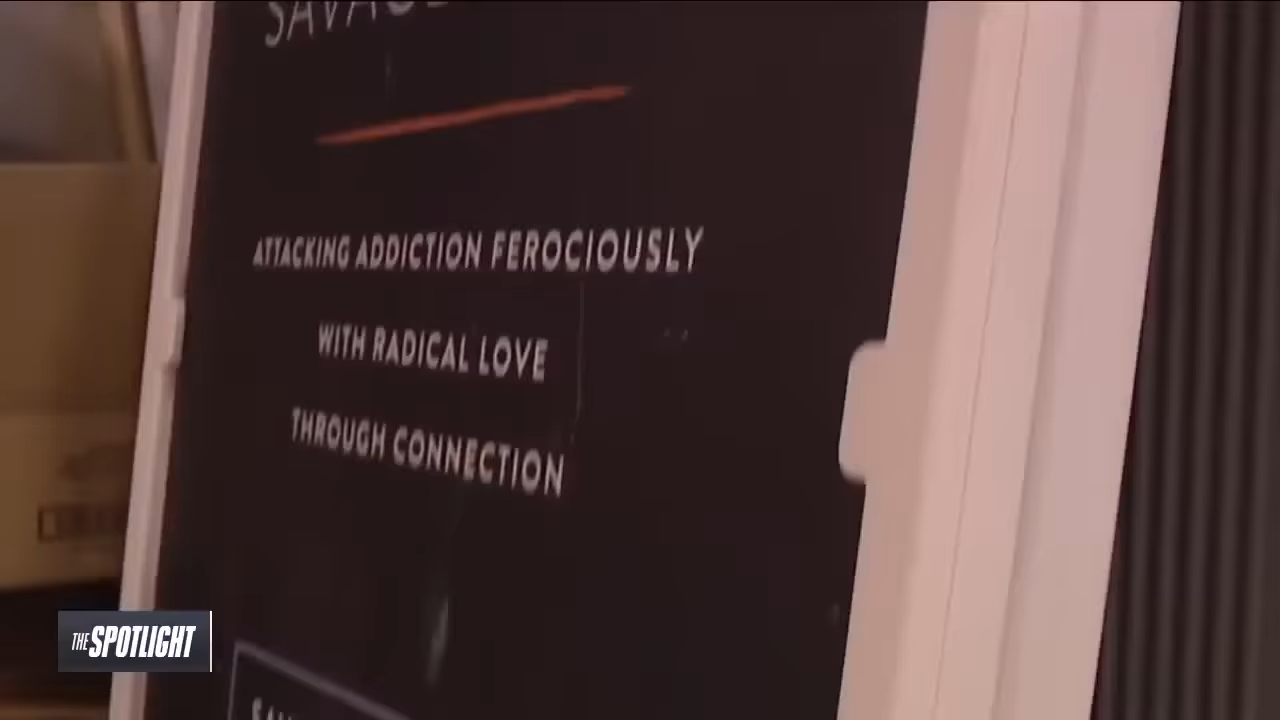 ATTACKING ADDICTION FEROCIOUSLY
WITH RADICAL LOVE
THROUGH CONNECTION
THE SPOTLIGHT